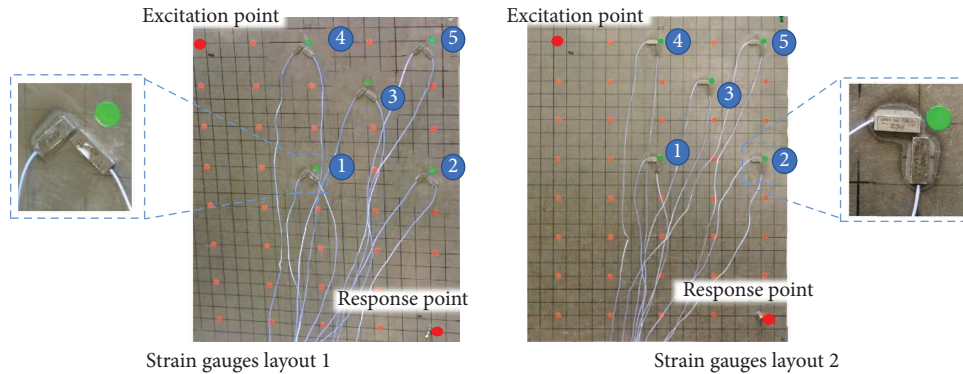 Excitation point
Excitation point
4
5
3
1
2
4
5
3
1
2
PCB
Response point
Response point
Strain gauges layout 1
Strain gauges layout 2